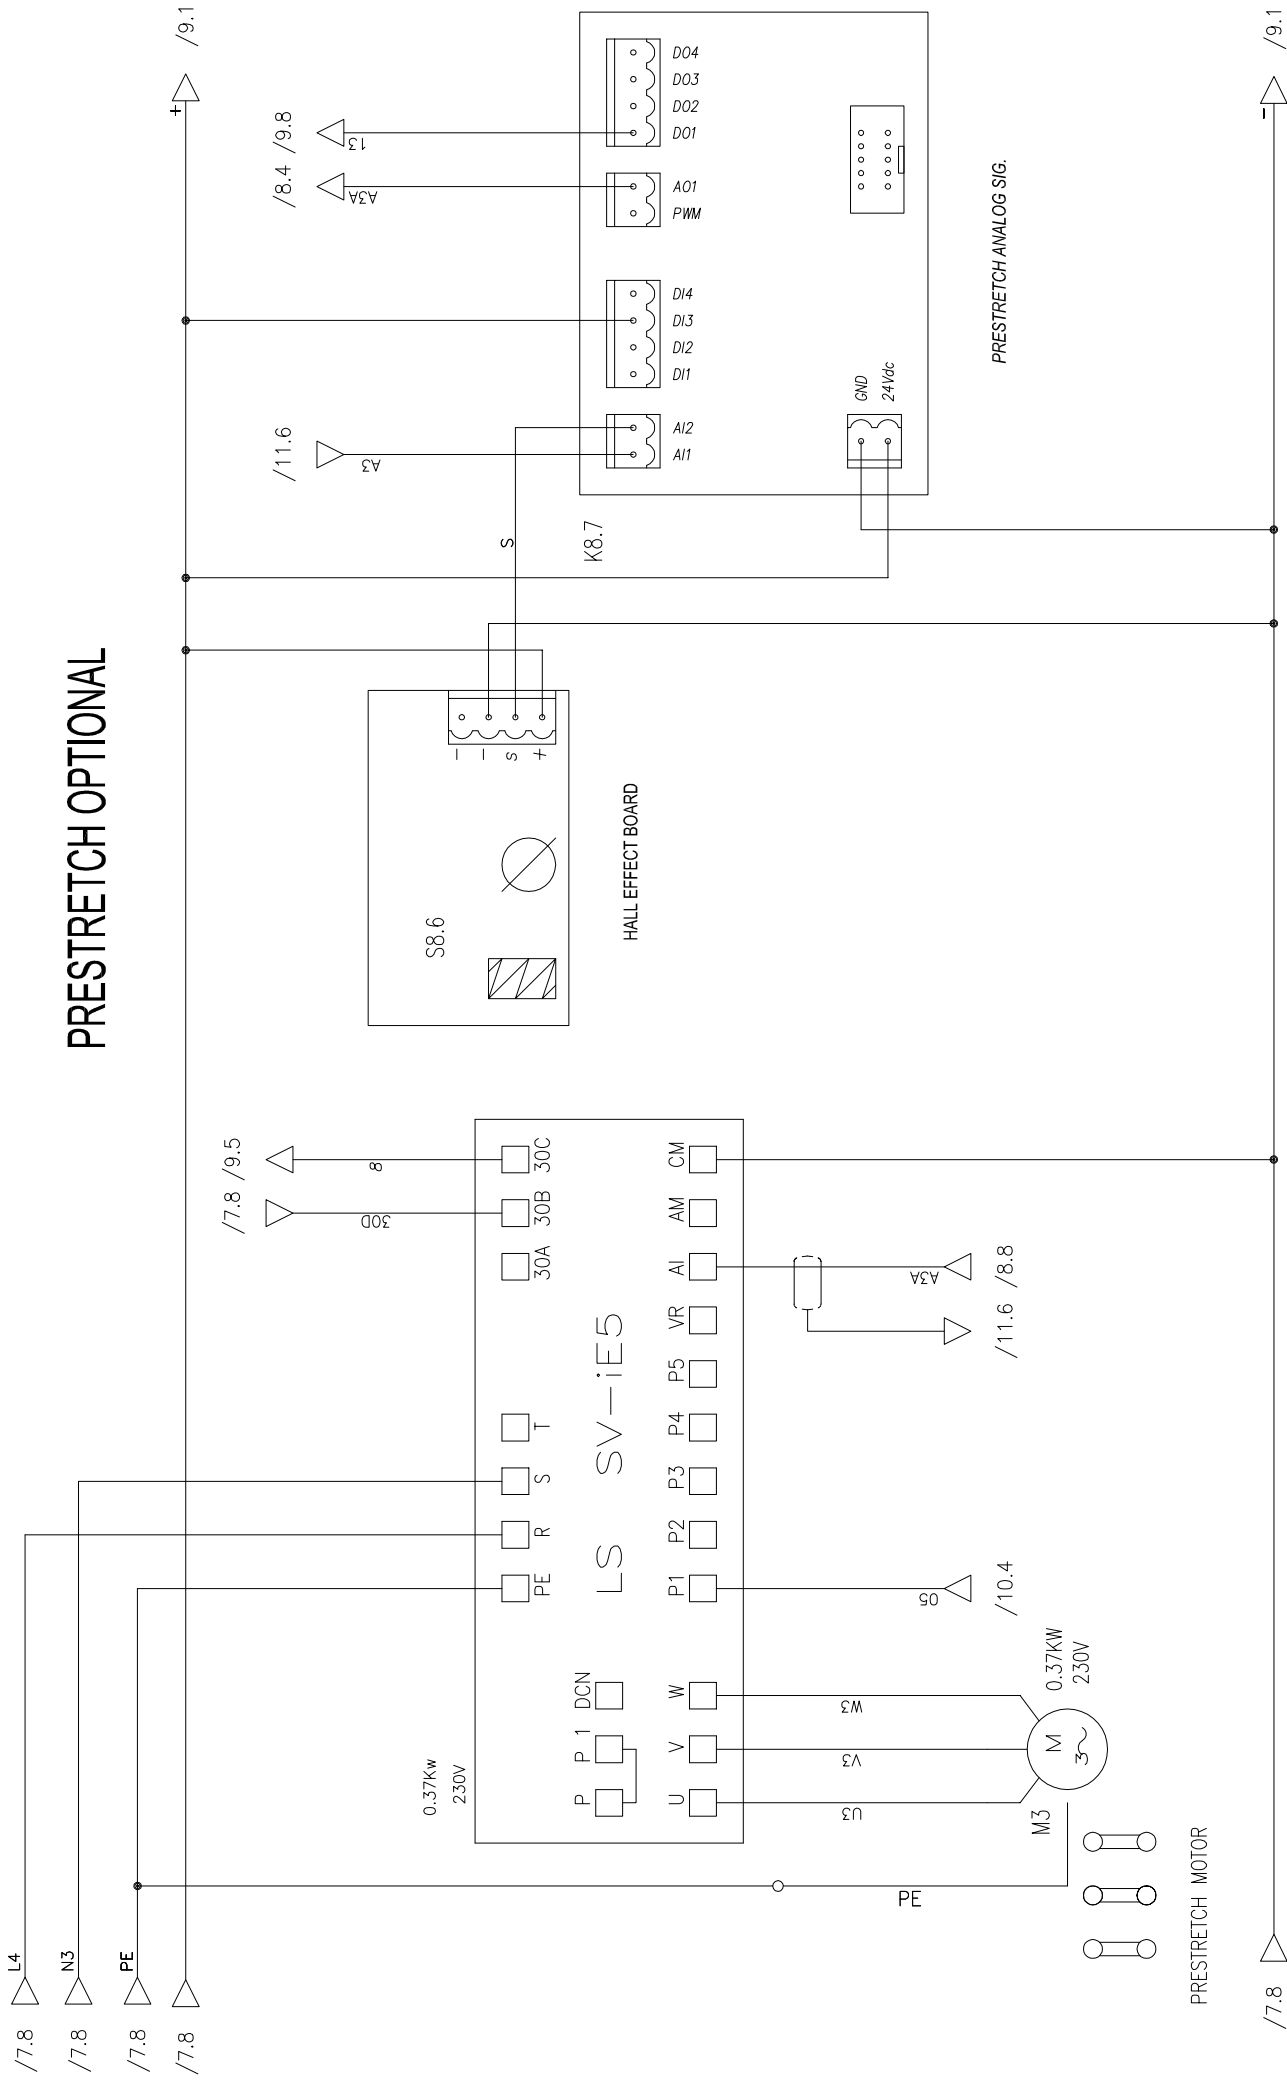 PRESTRETCH OPTIONAL
/7.8
L4
/7.8
N3
/7.8
PE
/7.8
+
/9.1
/7.8 /9.5
30D
8
/11.6
A3
/8.4 /9.8
A3A
13
0.37Kw
230V
P
P 1
DCN
PE
R
S
T
30A
30B
30C
LS SV-iE5
U
V
W
P1
P2
P3
P4
P5
VR
AI
AM
CM
S8.6
-
-
s
+
HALL EFFECT BOARD
S
K8.7
AI1
AI2
DI1
DI2
DI3
DI4
PWM
AO1
DO1
DO2
DO3
DO4
GND
24Vdc
PRESTRETCH ANALOG SIG.
PE
U3
V3
W3
05
/10.4
A3A
/11.6 /8.8
M3
M
3~
0.37KW
230V
PRESTRETCH MOTOR
/7.8
-
/9.1